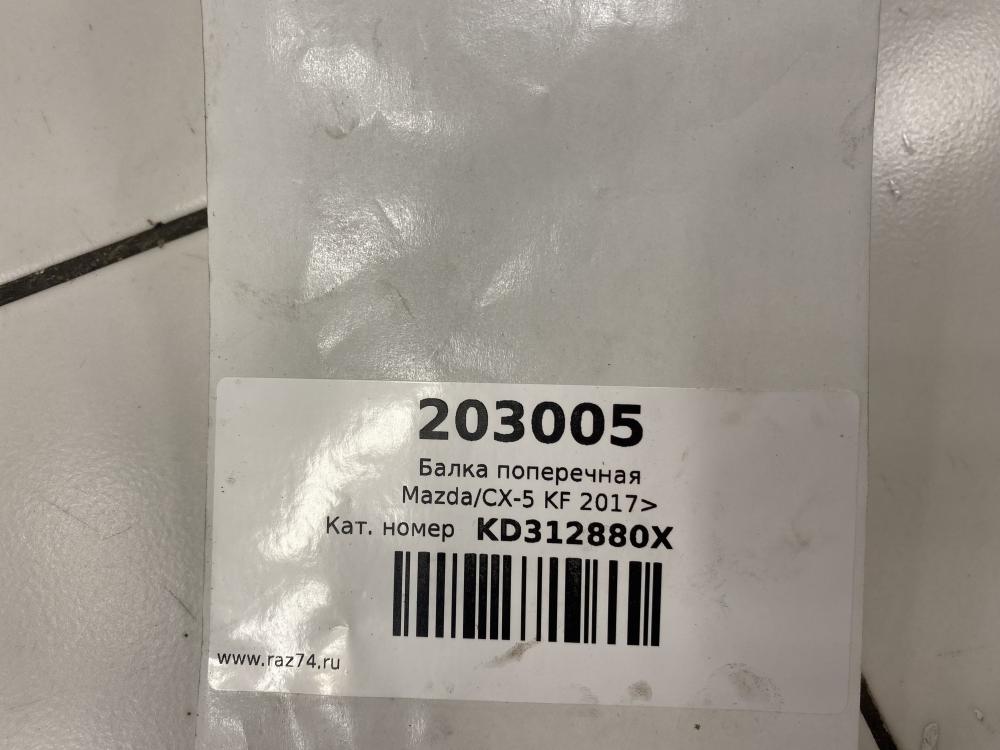 203005
Балка поперечная
Mazda/CX-5 KF 2017>
Кат. номер KD312880X
www.raz74.ru